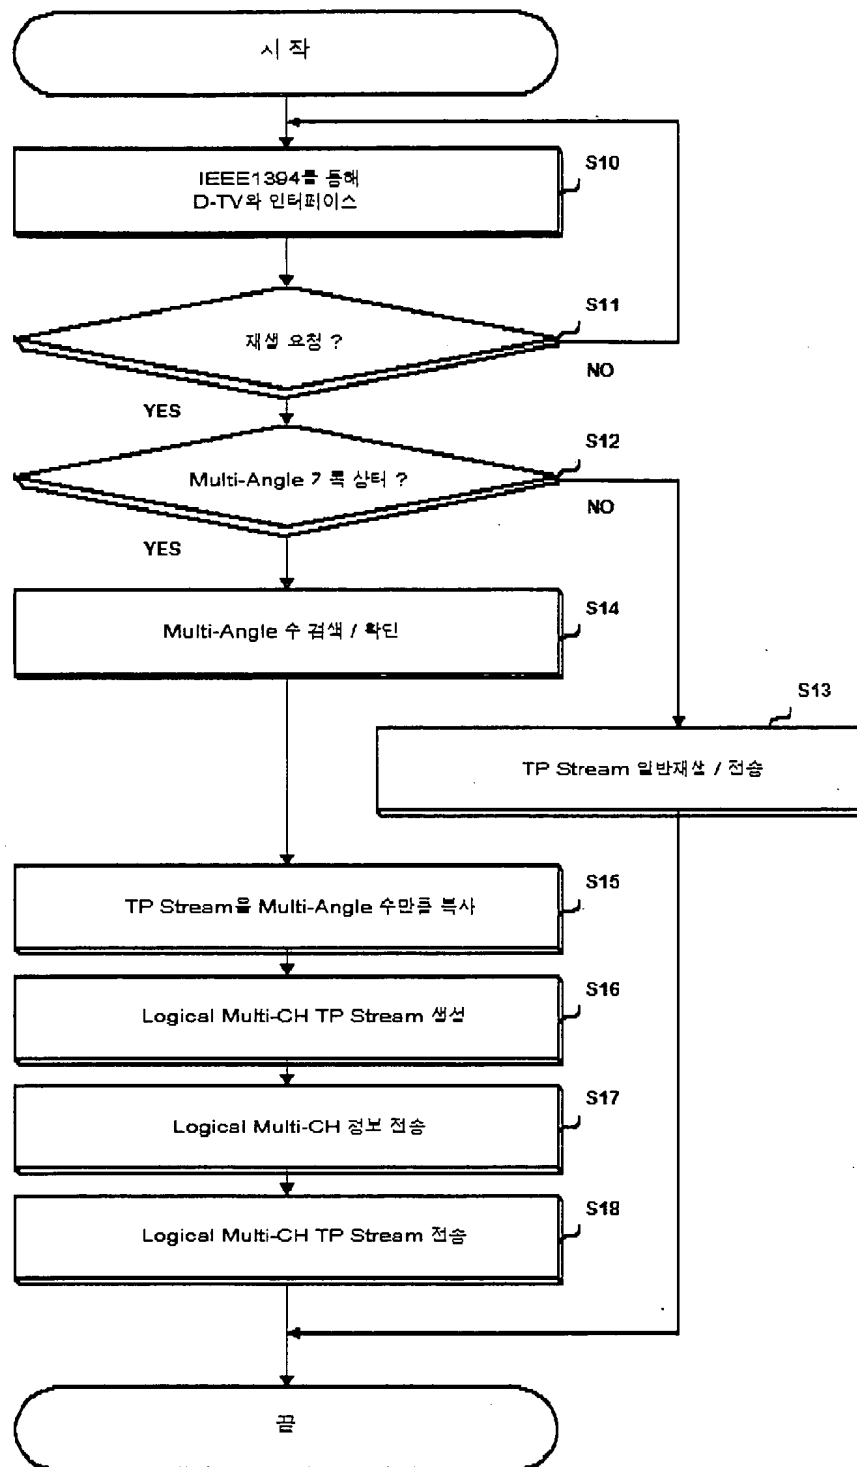 시 작
S10
IEEE1394를 통해
D-TV와 인터페이스
S11
재생 요청 ?
NO
YES
S12
Multi-Angle 기록 상태 ?
NO
YES
S14
Multi-Angle 수 검색 / 확인
S13
TP Stream 일반재생 / 전송
S15
TP Stream을 Multi-Angle 수만큼 복사
S16
Logical Multi-CH TP Stream 생성
S17
Logical Multi-CH 정보 전송
S18
Logical Multi-CH TP Stream 전송
끝